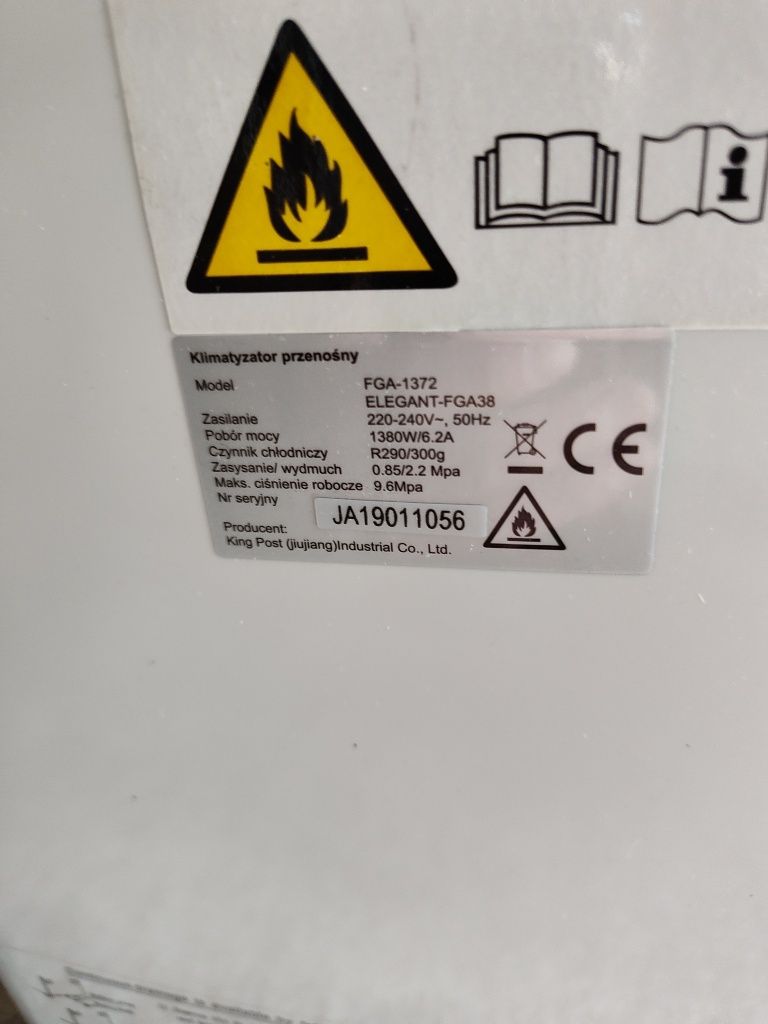 Klimatyzator przenośny
Model FGA-1372
ELEGANT-FGA38
Zasilanie 220-240V~, 50Hz
Pobór mocy 1380W/6.2A
Czynnik chłodniczy R290/300g
Zasysanie/ wydmuch 0.85/2.2 Mpa
Maks. ciśnienie robocze 9.6Mpa
Nr seryjny JA19011056
Producent:
King Post (jiujiang)Industrial Co., Ltd.
CE